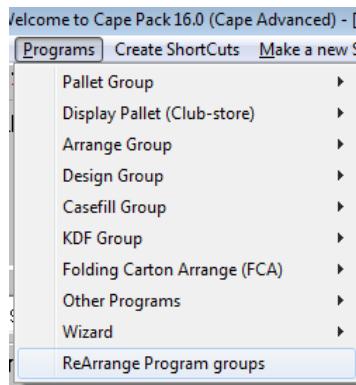 Welcome to Cape Pack 16.0 (Cape Advanced) - [
Programs Create ShortCuts Make a new S
Pallet Group
Display Pallet (Club-store)
Arrange Group
Design Group
Casefill Group
KDF Group
Folding Carton Arrange (FCA)
Other Programs
Wizard
ReArrange Program groups